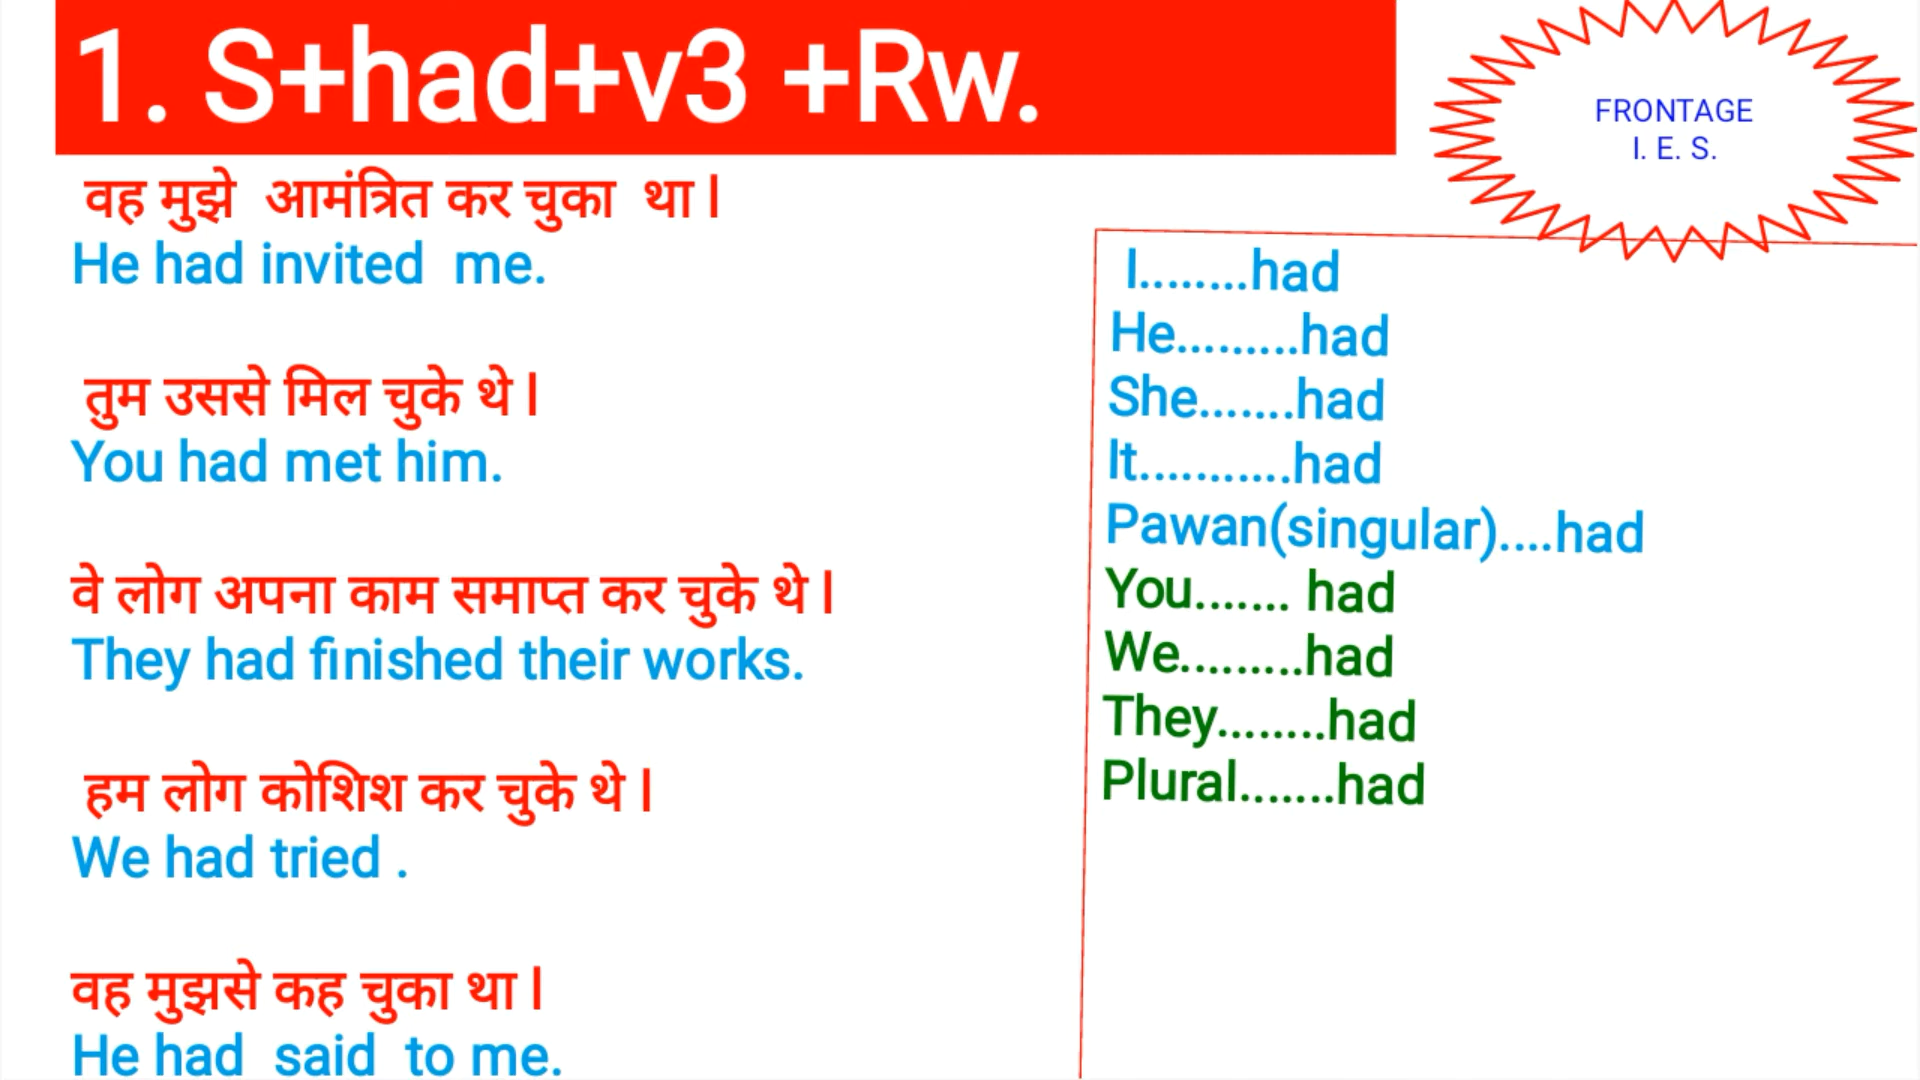 1. S+had+v3 +Rw.
FRONTAGE
I. E. S.
वह मुझे आमंत्रित कर चुका था l
He had invited me.
तुम उससे मिल चुके थे l
You had met him.
वे लोग अपना काम समाप्त कर चुके थे l
They had finished their works.
हम लोग कोशिश कर चुके थे l
We had tried .
वह मुझसे कह चुका था l
He had said to me.
I........had
He.........had
She.......had
It...........had
Pawan(singular)....had
You....... had
We.........had
They........had
Plural.......had